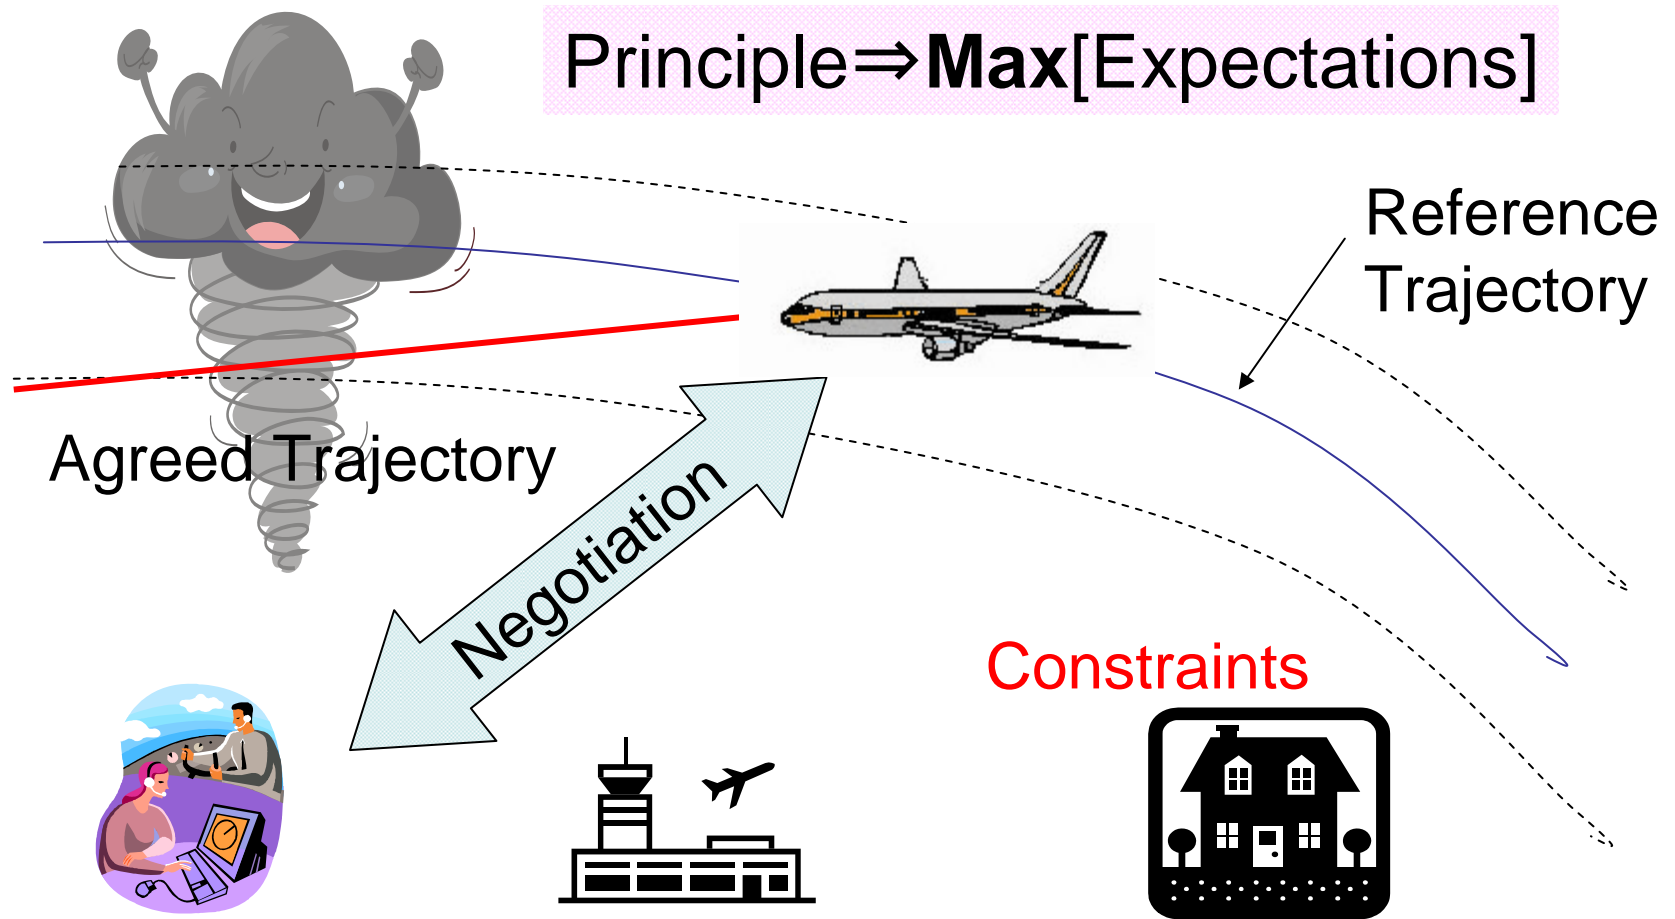 Principle⇒Max[Expectations]
Reference
Trajectory
Agreed Trajectory
Negotiation
Constraints